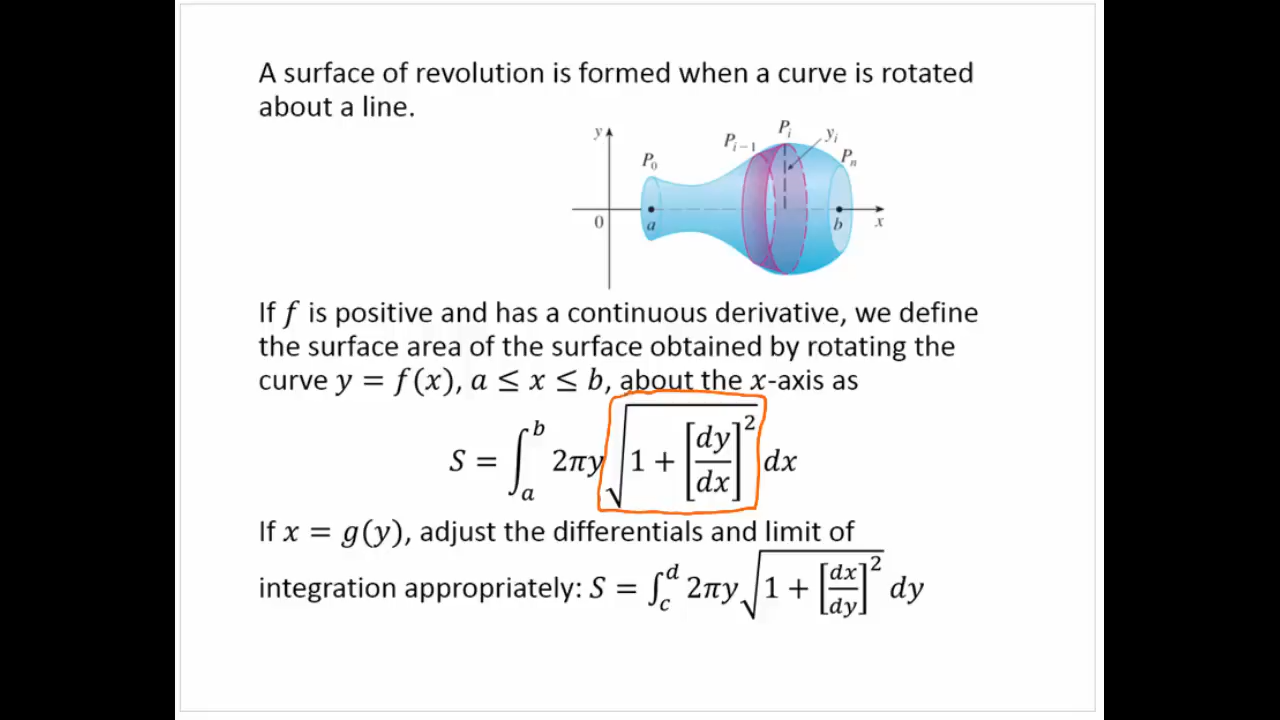 A surface of revolution is formed when a curve is rotated
about a line.
y
P₀
Pᵢ₋₁
Pᵢ
yᵢ
Pₙ
0
a
b
x
If f is positive and has a continuous derivative, we define
the surface area of the surface obtained by rotating the
curve y = f(x), a ≤ x ≤ b, about the x-axis as
S = ∫ₐᵇ 2πy √(1 + [dy/dx]²) dx
If x = g(y), adjust the differentials and limit of
integration appropriately: S = ∫_c^d 2πy √(1 + [dx/dy]²) dy